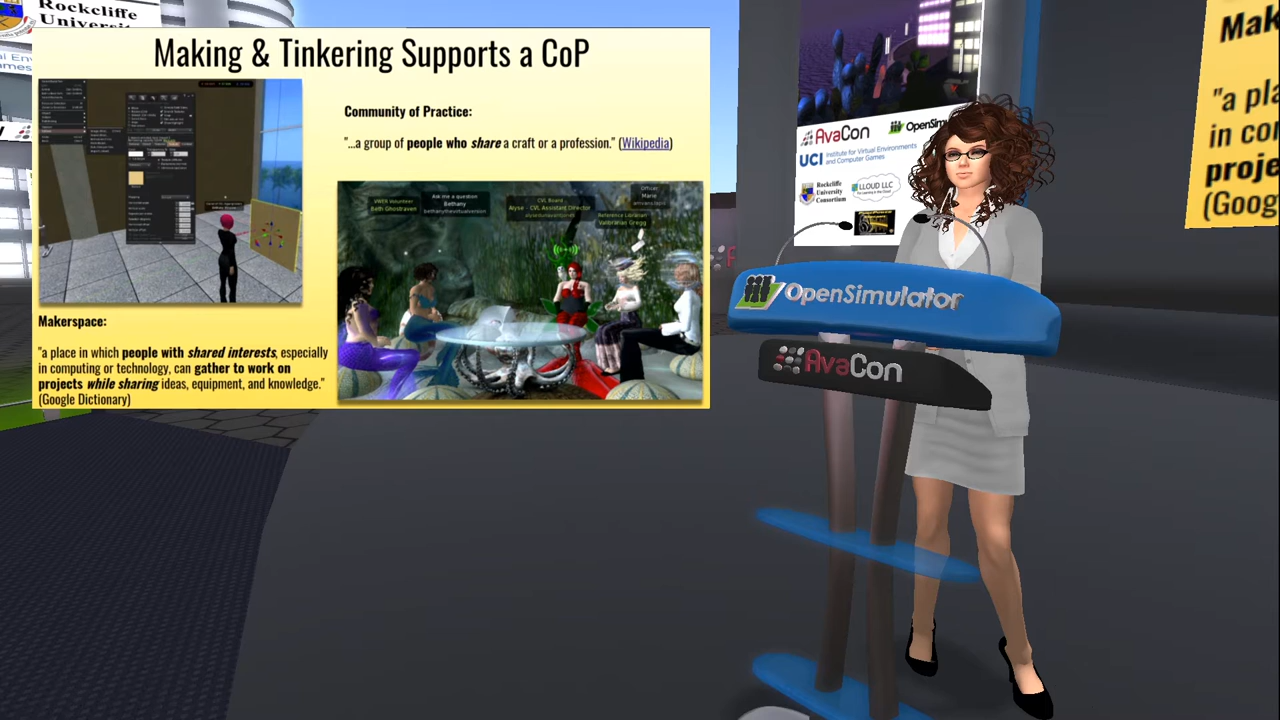 Rockcliffe
Making & Tinkering Supports a CoP
Community of Practice:
"...a group of people who share a craft or a profession." (Wikipedia)
VWER Volunteer
Beth Ghostraven
Ask me a question
Bethany
CVL Board
Alyse - CVL Assistant Director
Officer
Marie
Reference Librarian
Valibrarian Gregg
Makerspace:
"a place in which people with shared interests, especially
in computing or technology, can gather to work on
projects while sharing ideas, equipment, and knowledge."
(Google Dictionary)
AvaCon
UCI Institute for Virtual Environments
and Computer Games
Rockcliffe
University
Consortium
LLOUD LLC
OpenSimulator
AvaCon
Mak
"a pla
in co
proje
(Goog